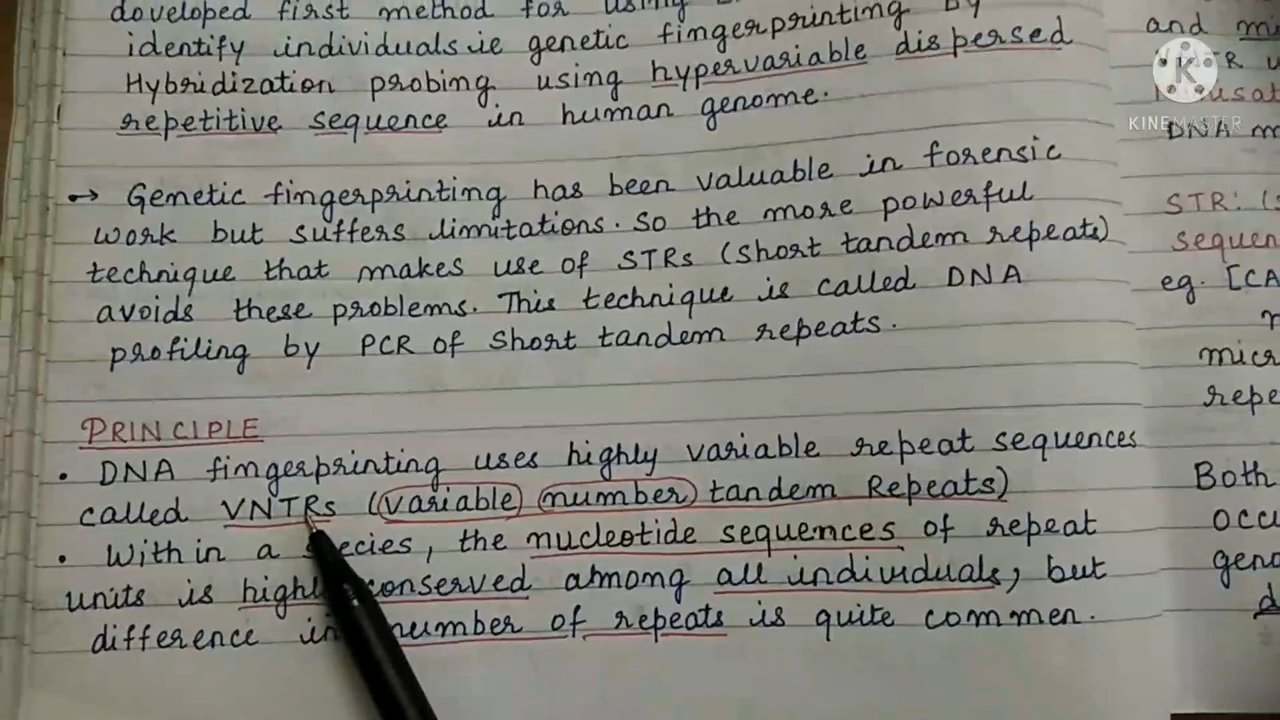 doveloped first method for using
identify individuals ie genetic fingerprinting by
Hybridization probing using hypervariable dispersed
repetitive sequence in human genome.
→ Genetic fingerprinting has been valuable in forensic
work but suffers limitations. So the more powerful
technique that makes use of STRs (short tandem repeats)
avoids these problems. This technique is called DNA
profiling by PCR of Short tandem repeats.
PRINCIPLE
• DNA fingerprinting uses highly variable repeat sequences
called VNTRs (variable number tandem Repeats)
• Within a species, the nucleotide sequences of repeat
units is highly conserved among all individuals, but
difference in number of repeats is quite commen.
and
K
KINEMASTER
DNA
STR:
sequen
eg. [CA
micr
repe
Both
occu
geno